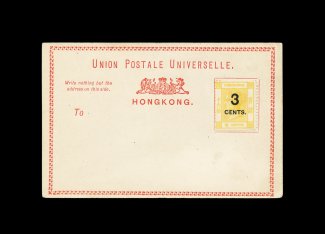 UNION POSTALE UNIVERSELLE.
Write nothing but the
address on this side.
HONGKONG.
To
3
CENTS.